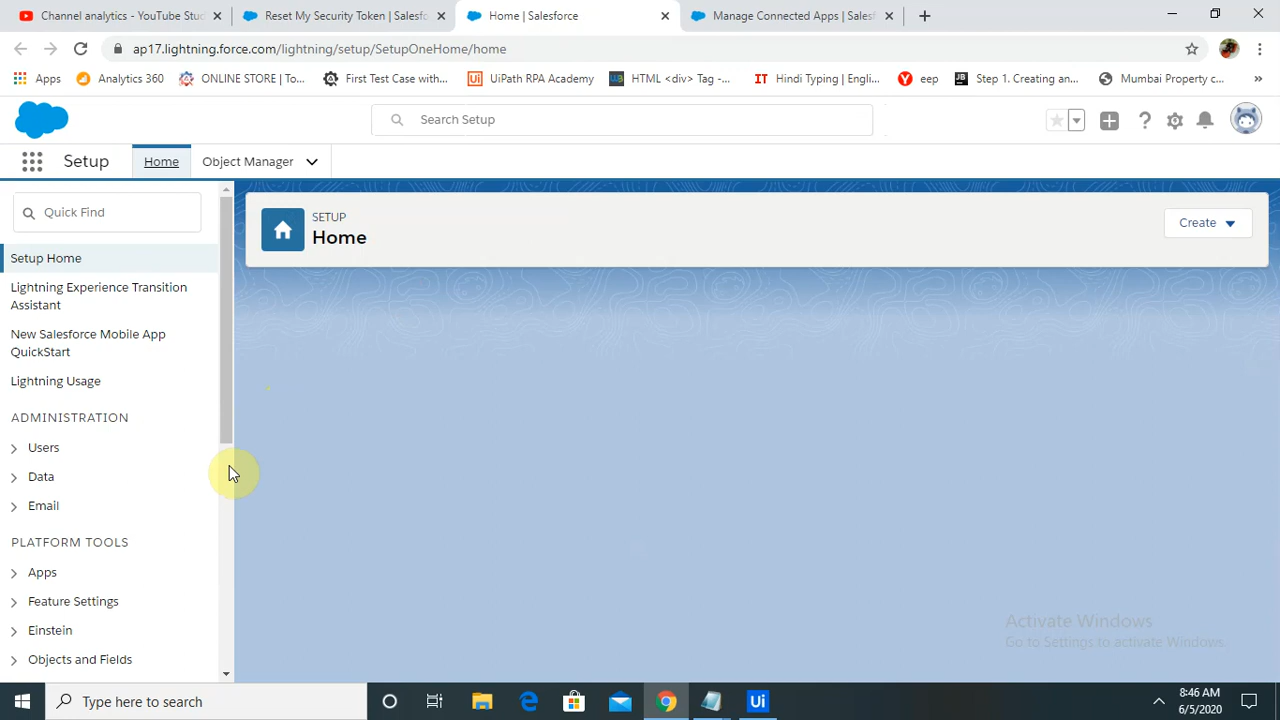 Channel analytics - YouTube Stud
Reset My Security Token | Salesfo
Home | Salesforce
Manage Connected Apps | Salesf
ap17.lightning.force.com/lightning/setup/SetupOneHome/home
Apps
Analytics 360
ONLINE STORE | To...
First Test Case with...
UiPath RPA Academy
HTML <div> Tag -...
IT Hindi Typing | Engli...
eep
Step 1. Creating an...
Mumbai Property c...
»
Search Setup
Setup
Home
Object Manager
Quick Find
SETUP
Home
Create
Setup Home
Lightning Experience Transition
Assistant
New Salesforce Mobile App
QuickStart
Lightning Usage
ADMINISTRATION
Users
Data
Email
PLATFORM TOOLS
Apps
Feature Settings
Einstein
Objects and Fields
Activate Windows
Go to Settings to activate Windows.
Type here to search
Ui
8:46 AM
6/5/2020